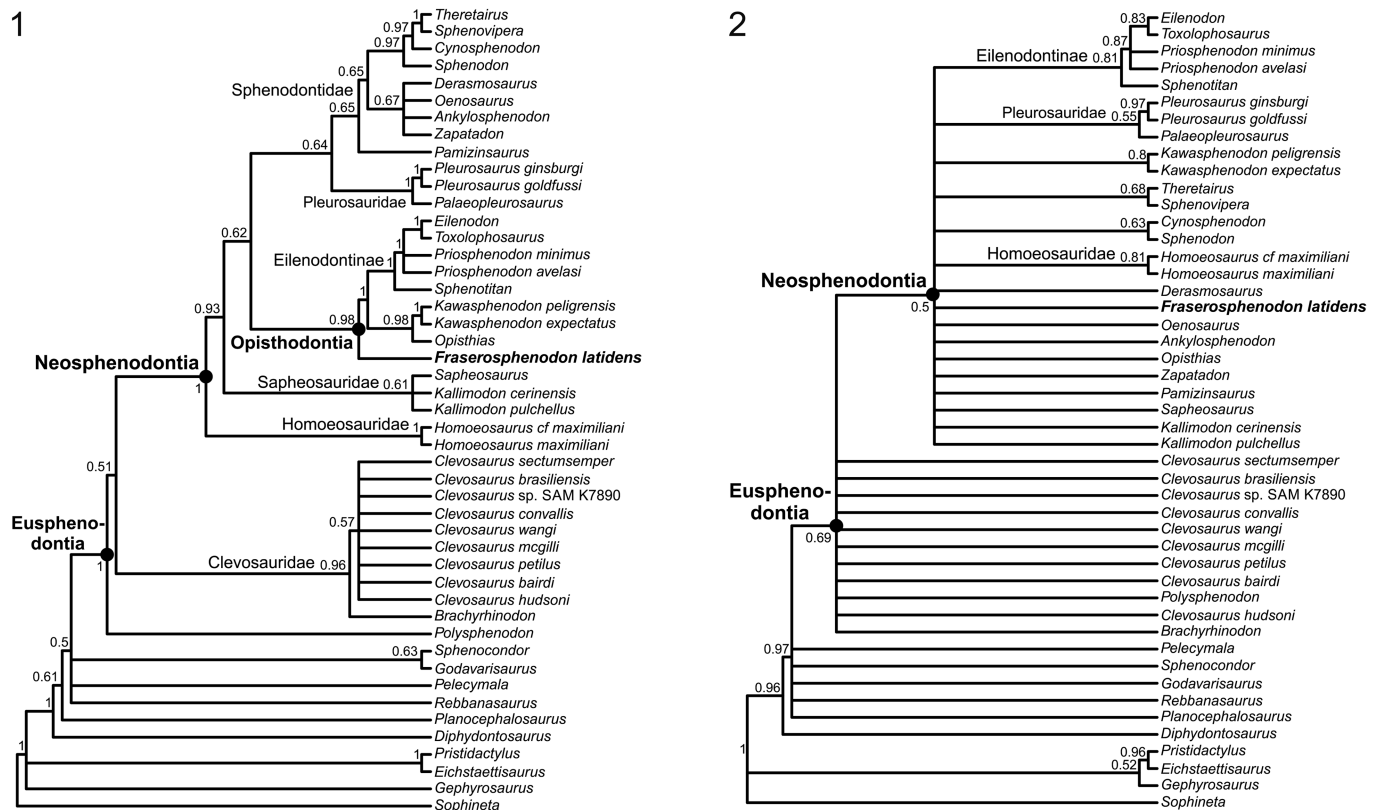 1
1
Theretairus
0.97
Sphenovipera
0.97
Cynosphenodon
Sphenodon
0.65
Sphenodontidae
Derasmosaurus
0.67
Oenosaurus
0.65
Ankylosphenodon
Zapatadon
0.64
Pamizinsaurus
1
Pleurosaurus ginsburgi
1
Pleurosaurus goldfussi
Pleurosauridae
Palaeopleurosaurus
1
Eilenodon
Toxolophosaurus
0.62
1
Priosphenodon minimus
Eilenodontinae
1
Priosphenodon avelasi
Sphenotitan
1
1
Kawasphenodon peligrensis
0.98
Kawasphenodon expectatus
0.98
Opisthias
Opisthodontia
Fraserosphenodon latidens
0.93
Neosphenodontia
1
Sapheosauridae
0.61
Sapheosaurus
Kallimodon cerinensis
Kallimodon pulchellus
Homoeosauridae
1
Homoeosaurus cf maximiliani
Homoeosaurus maximiliani
0.51
Clevosaurus sectumsemper
Clevosaurus brasiliensis
Clevosaurus sp. SAM K7890
Clevosaurus convallis
0.57
Clevosaurus wangi
Euspheno-
dontia
1
Clevosaurus mcgilli
Clevosauridae
0.96
Clevosaurus petilus
Clevosaurus bairdi
Clevosaurus hudsoni
Brachyrhinodon
Polysphenodon
0.5
0.63
Sphenocondor
Godavarisaurus
0.61
Pelecymala
1
Rebbanasaurus
Planocephalosaurus
Diphydontosaurus
1
1
Pristidactylus
Eichstaettisaurus
Gephyrosaurus
Sophineta
2
0.83
Eilenodon
Toxolophosaurus
0.87
Priosphenodon minimus
Eilenodontinae
0.81
Priosphenodon avelasi
Sphenotitan
0.97
Pleurosaurus ginsburgi
Pleurosauridae
0.55
Pleurosaurus goldfussi
Palaeopleurosaurus
0.8
Kawasphenodon peligrensis
Kawasphenodon expectatus
0.68
Theretairus
Sphenovipera
0.63
Cynosphenodon
Sphenodon
Homoeosauridae
0.81
Homoeosaurus cf maximiliani
Homoeosaurus maximiliani
Neosphenodontia
0.5
Derasmosaurus
Fraserosphenodon latidens
Oenosaurus
Ankylosphenodon
Opisthias
Zapatadon
Pamizinsaurus
Sapheosaurus
Kallimodon cerinensis
Kallimodon pulchellus
Clevosaurus sectumsemper
Clevosaurus brasiliensis
Euspheno-
dontia
0.69
Clevosaurus sp. SAM K7890
Clevosaurus convallis
Clevosaurus wangi
Clevosaurus mcgilli
Clevosaurus petilus
Clevosaurus bairdi
Polysphenodon
Clevosaurus hudsoni
Brachyrhinodon
0.97
Pelecymala
Sphenocondor
0.96
Godavarisaurus
Rebbanasaurus
Planocephalosaurus
Diphydontosaurus
1
0.96
Pristidactylus
0.52
Eichstaettisaurus
Gephyrosaurus
Sophineta